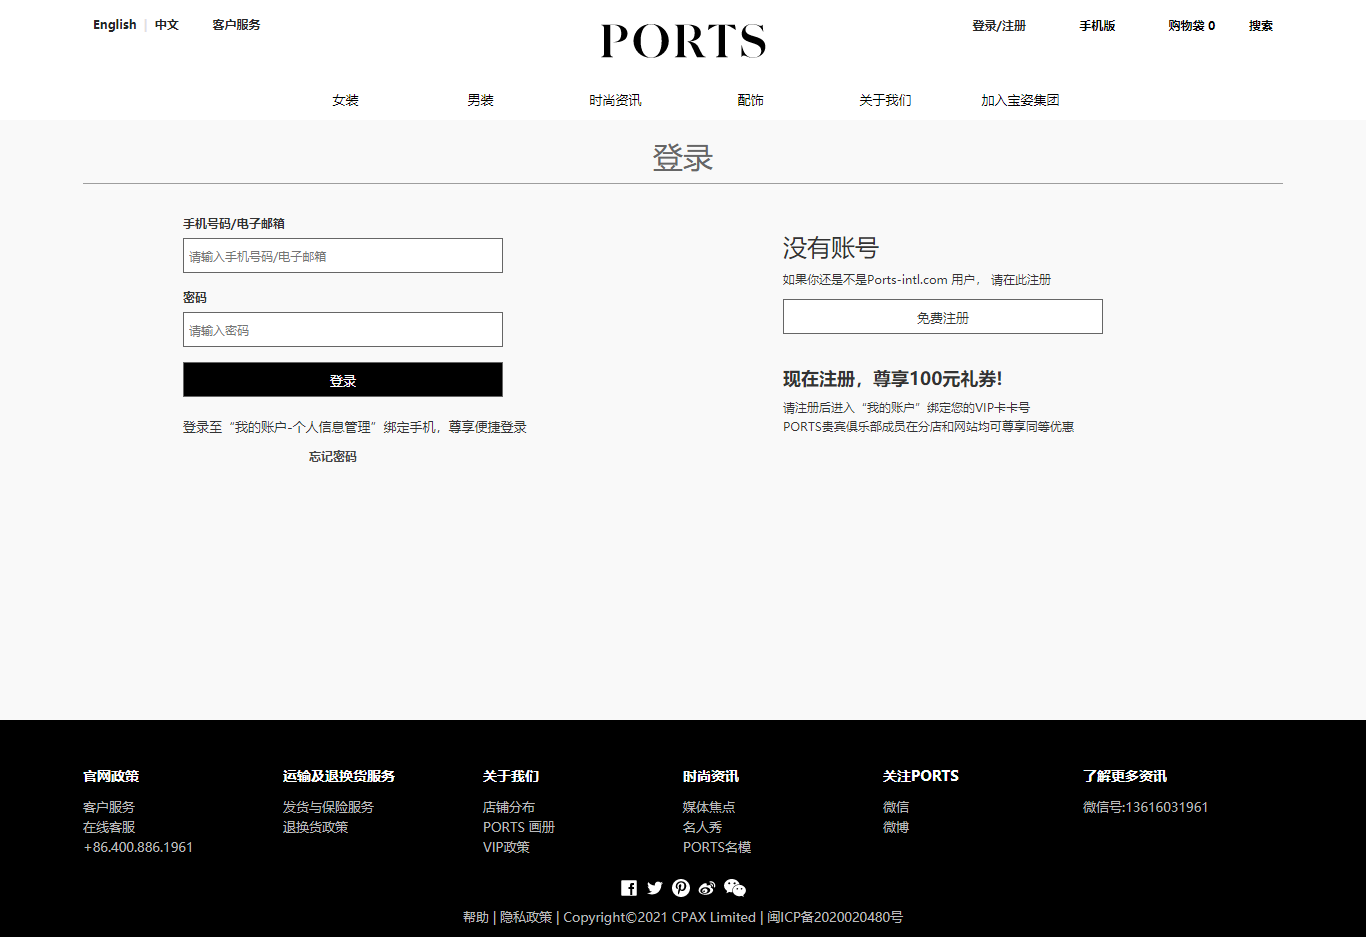 English | 中文 客户服务
PORTS
登录/注册 手机版 购物袋 0 搜索
女装 男装 时尚资讯 配饰 关于我们 加入宝姿集团
登录
手机号码/电子邮箱
请输入手机号码/电子邮箱
密码
请输入密码
登录
登录至“我的账户-个人信息管理”绑定手机，尊享便捷登录
忘记密码
没有账号
如果你还是不是Ports-intl.com 用户， 请在此注册
免费注册
现在注册，尊享100元礼券!
请注册后进入“我的账户”绑定您的VIP卡卡号
PORTS贵宾俱乐部成员在分店和网站均可尊享同等优惠
官网政策
客户服务
在线客服
+86.400.886.1961
运输及退换货服务
发货与保险服务
退换货政策
关于我们
店铺分布
PORTS 画册
VIP政策
时尚资讯
媒体焦点
名人秀
PORTS名模
关注PORTS
微信
微博
了解更多资讯
微信号:13616031961
帮助 | 隐私政策 | Copyright©2021 CPAX Limited | 闽ICP备2020020480号